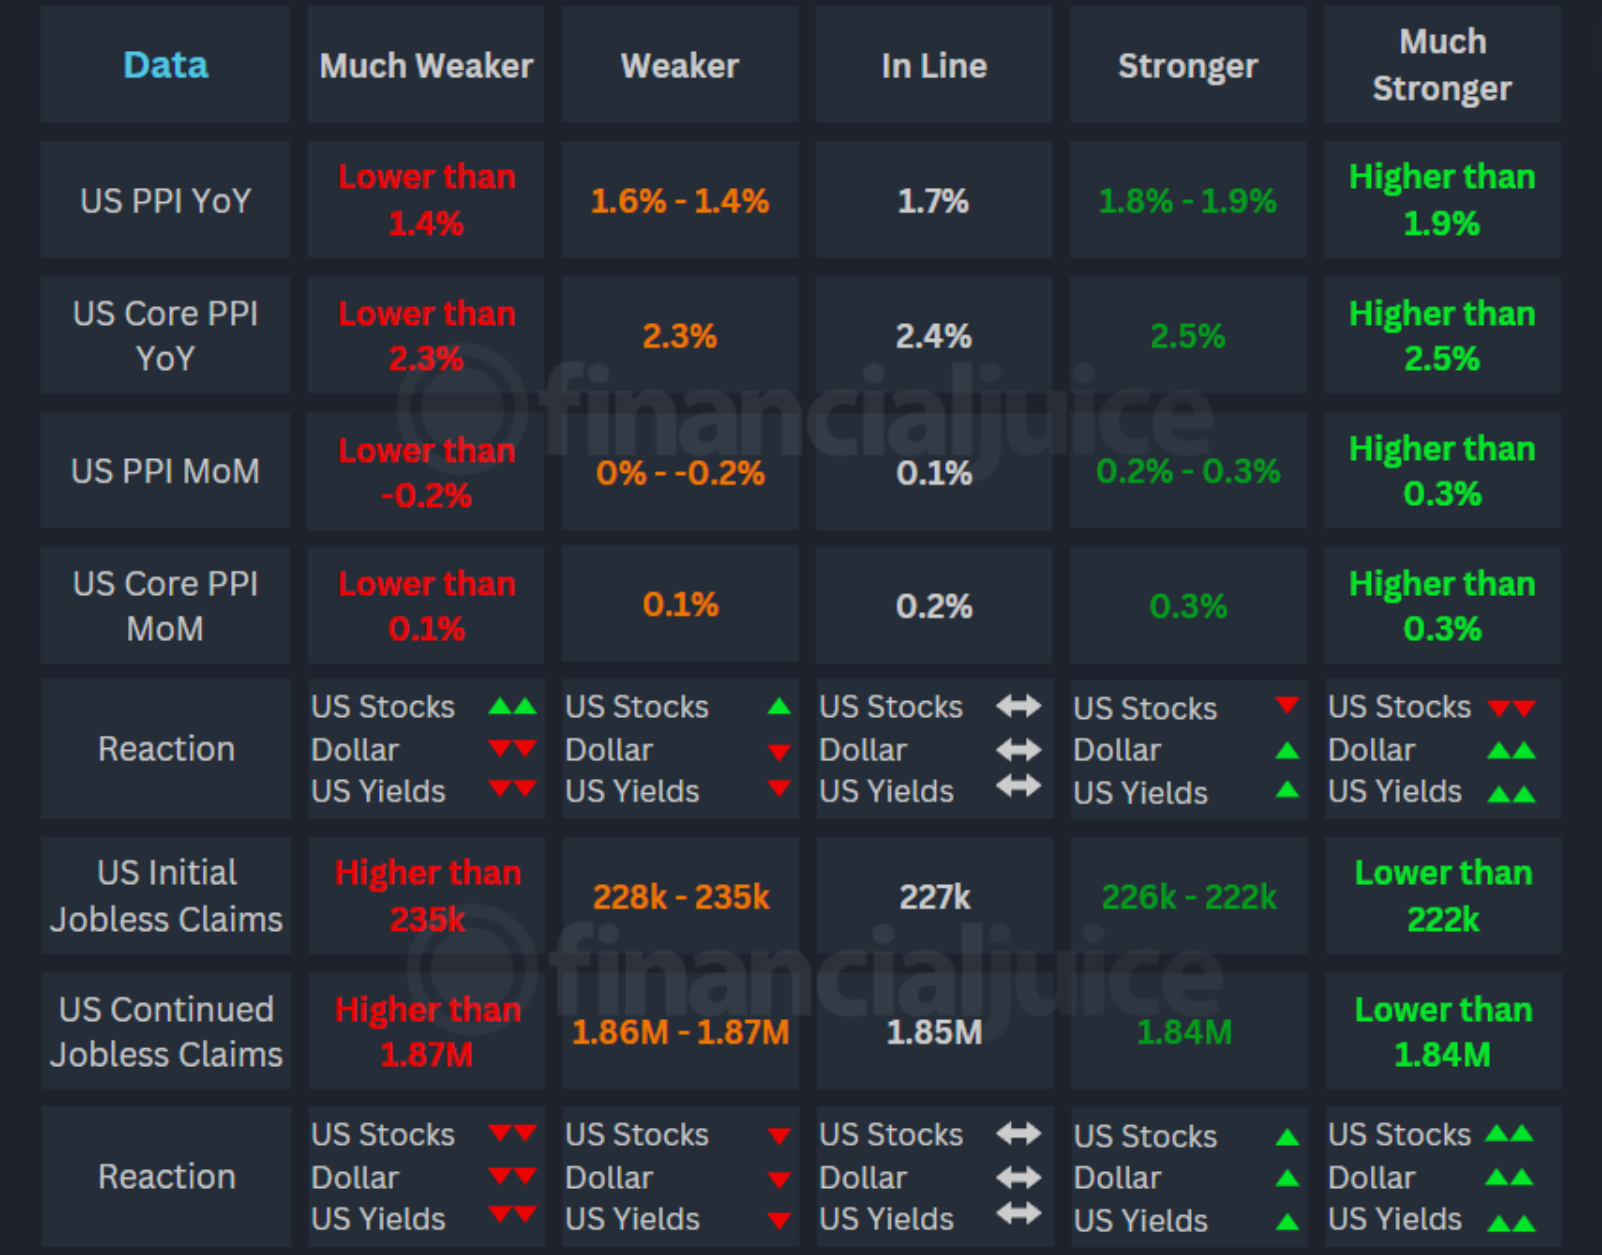 Data
Much Weaker
Weaker
In Line
Stronger
Much
Stronger
US PPI YoY
Lower than
1.4%
1.6% - 1.4%
1.7%
1.8% - 1.9%
Higher than
1.9%
US Core PPI
YoY
Lower than
2.3%
2.3%
2.4%
2.5%
Higher than
2.5%
financialjuice
US PPI MoM
Lower than
-0.2%
0% - -0.2%
0.1%
0.2% - 0.3%
Higher than
0.3%
US Core PPI
MoM
Lower than
0.1%
0.1%
0.2%
0.3%
Higher than
0.3%
Reaction
US Stocks
Dollar
US Yields
US Stocks
Dollar
US Yields
US Stocks
Dollar
US Yields
US Stocks
Dollar
US Yields
US Stocks
Dollar
US Yields
US Initial
Jobless Claims
Higher than
235k
228k - 235k
227k
226k - 222k
Lower than
222k
financialjuice
US Continued
Jobless Claims
Higher than
1.87M
1.86M - 1.87M
1.85M
1.84M
Lower than
1.84M
Reaction
US Stocks
Dollar
US Yields
US Stocks
Dollar
US Yields
US Stocks
Dollar
US Yields
US Stocks
Dollar
US Yields
US Stocks
Dollar
US Yields